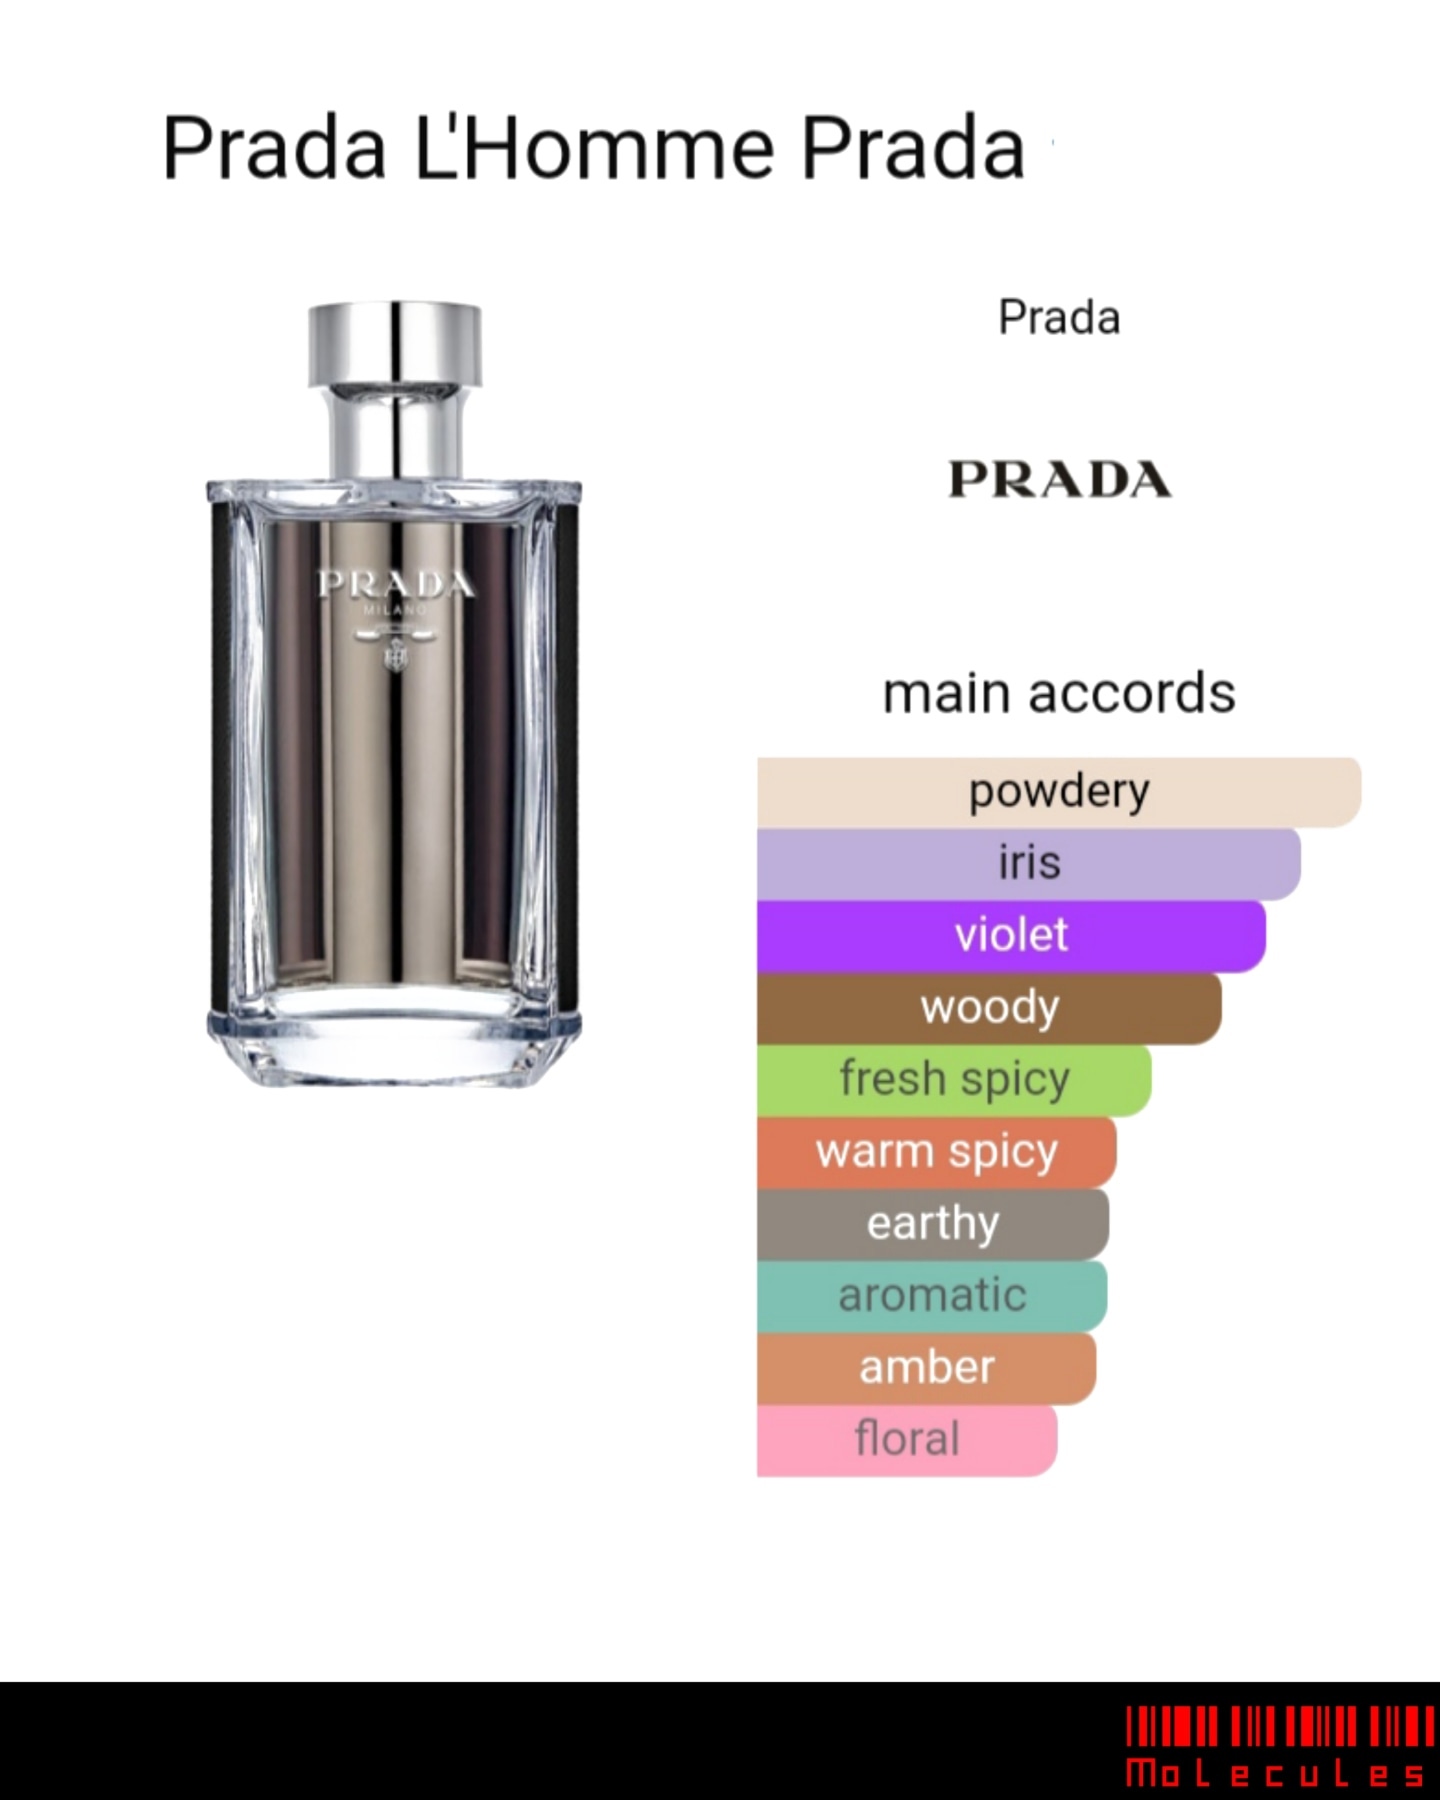 Prada L'Homme Prada
Prada
PRADA
PRADA
MILANO
main accords
powdery
iris
violet
woody
fresh spicy
warm spicy
earthy
aromatic
amber
floral
Molecules